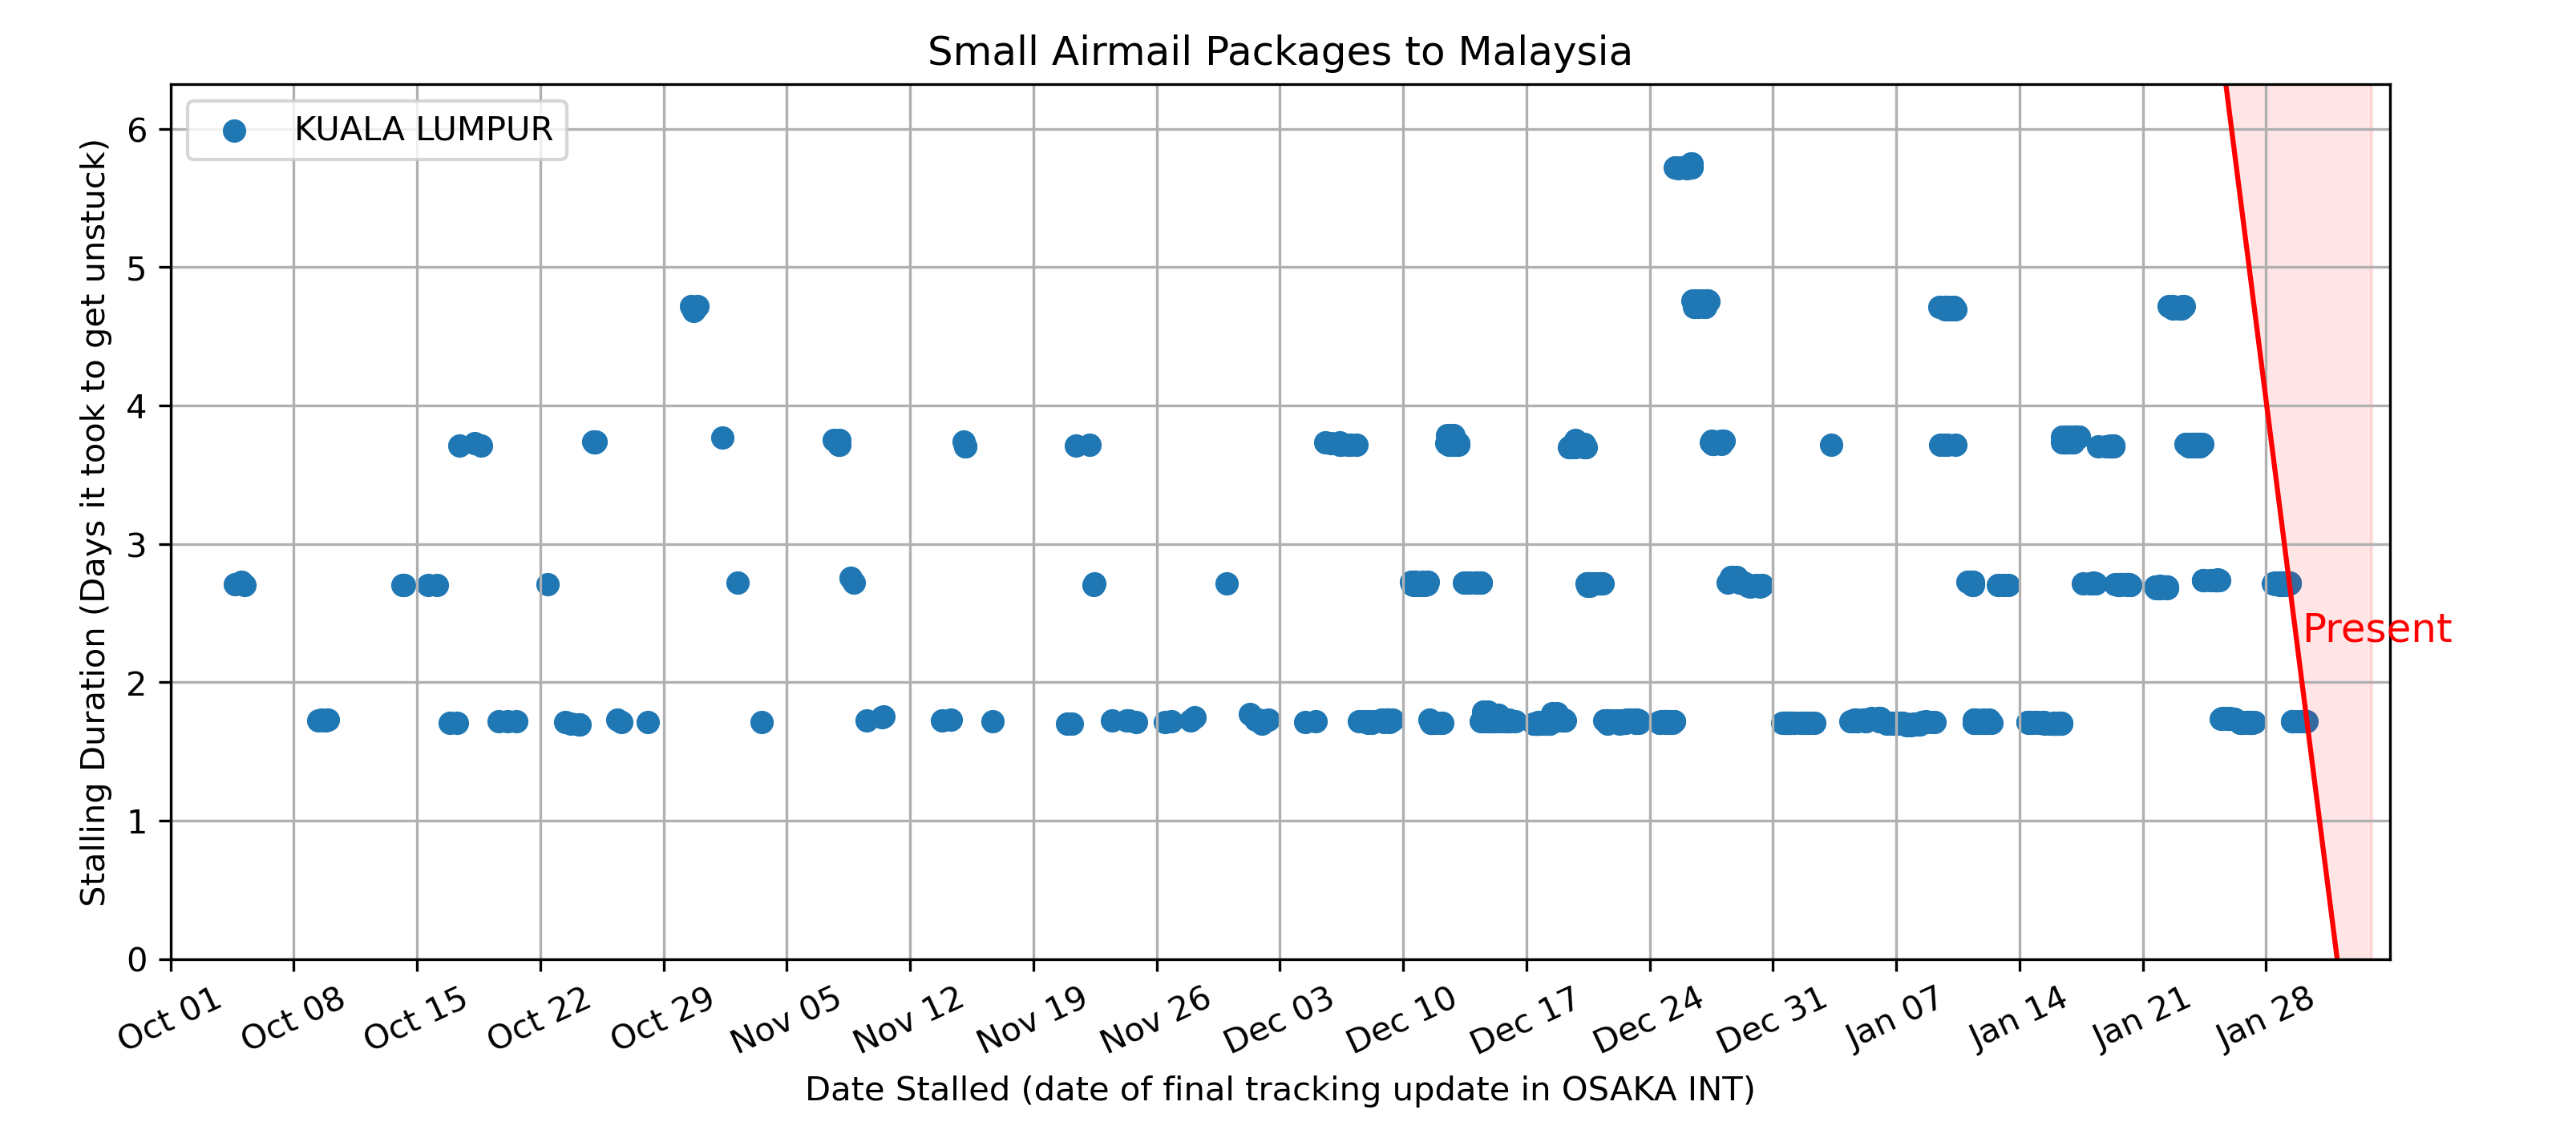 Small Airmail Packages to Malaysia
KUALA LUMPUR
Stalling Duration (Days it took to get unstuck)
6
5
4
3
2
1
0
Present
Oct 01
Oct 08
Oct 15
Oct 22
Oct 29
Nov 05
Nov 12
Nov 19
Nov 26
Dec 03
Dec 10
Dec 17
Dec 24
Dec 31
Jan 07
Jan 14
Jan 21
Jan 28
Date Stalled (date of final tracking update in OSAKA INT)